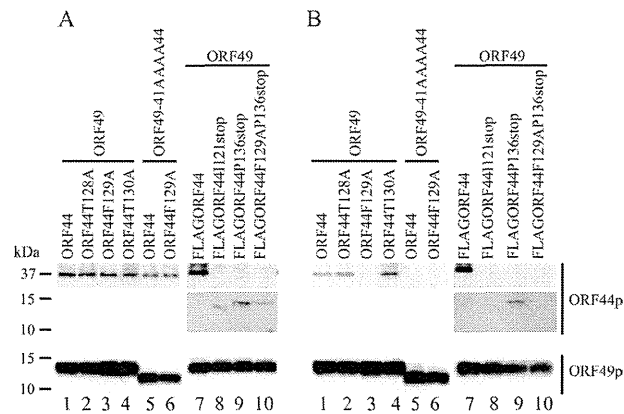 A
B
ORF49
ORF49-41AAAA44
ORF49
ORF44
ORF44T128A
ORF44F129A
ORF44T130A
ORF44
ORF44F129A
FLAGORF44
FLAGORF44I121stop
FLAGORF44P136stop
FLAGORF44F129AP136stop
ORF49
ORF49-41AAAA44
ORF49
ORF44
ORF44T128A
ORF44F129A
ORF44T130A
ORF44
ORF44F129A
FLAGORF44
FLAGORF44I121stop
FLAGORF44P136stop
FLAGORF44F129AP136stop
kDa
37
15
10
ORF44p
15
10
ORF49p
1 2 3 4 5 6 7 8 9 10
1 2 3 4 5 6 7 8 9 10